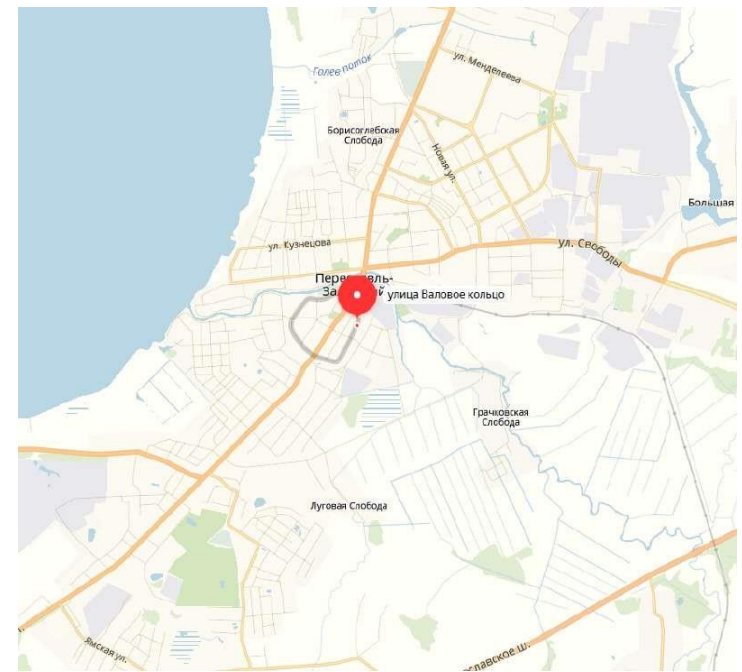 ул. Менделеева
Галев поток
Борисоглебская
Слобода
Новая ул.
Большая
ул. Кузнецова
ул. Свободы
улица Валовое кольцо
Грачковская
Слобода
Луговая Слобода
Ямская ул.